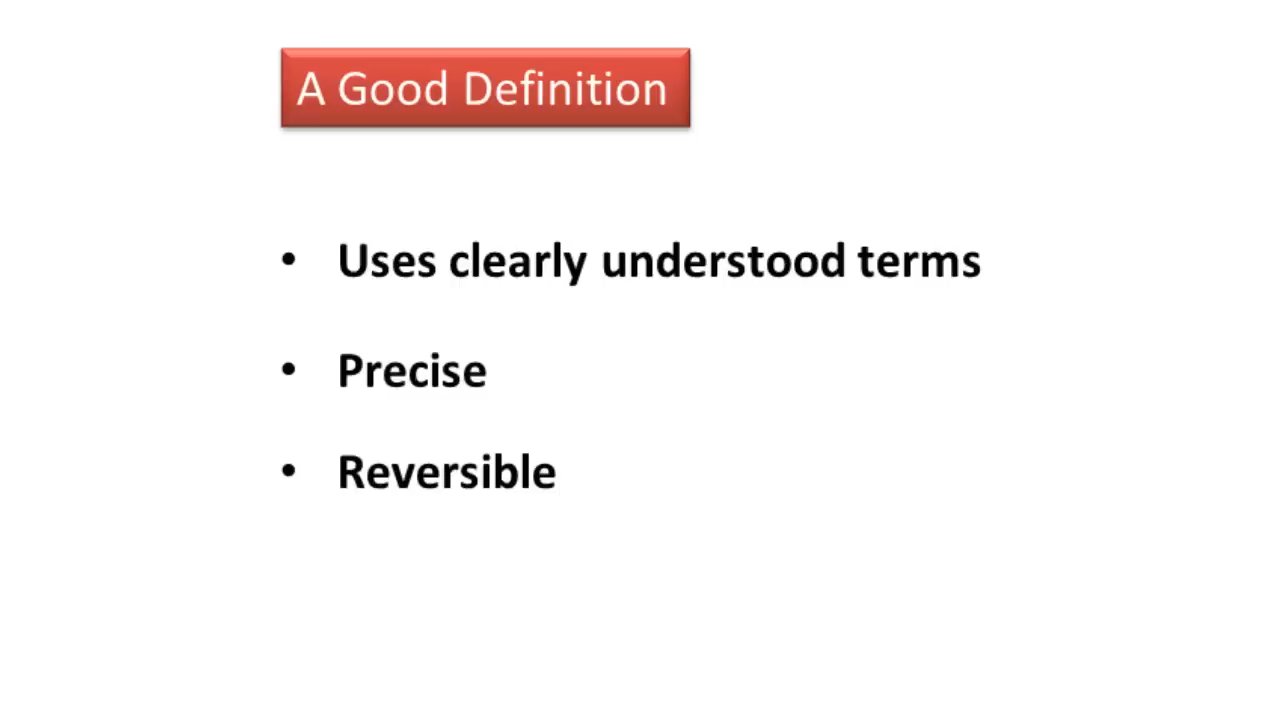 A Good Definition
• Uses clearly understood terms
• Precise
• Reversible